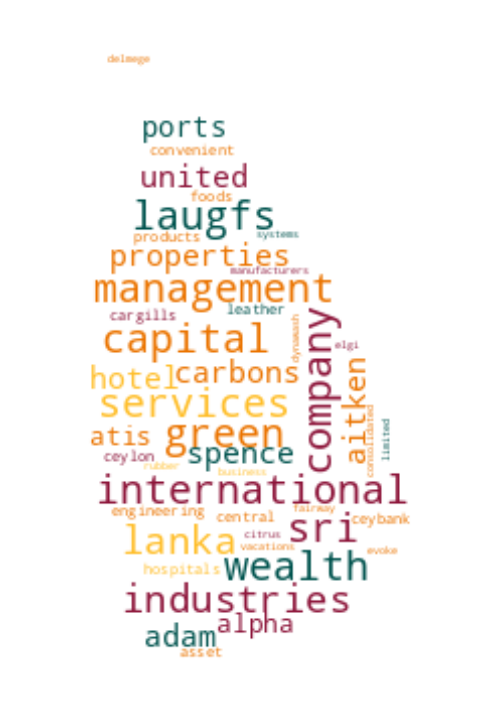 delmege
ports
convenient
united
foods
laugfs
products
systems
properties
manufacturers
management
leather
cargills
capital
dynawash
company
elgi
hotel
carbons
aitken
services
atis
green
consolidated
limited
spence
ceylon
rubber
business
international
engineering
central
fairway
sri
ceybank
lanka
citrus
vacations
evoke
hospitals
wealth
industries
alpha
adam
asset